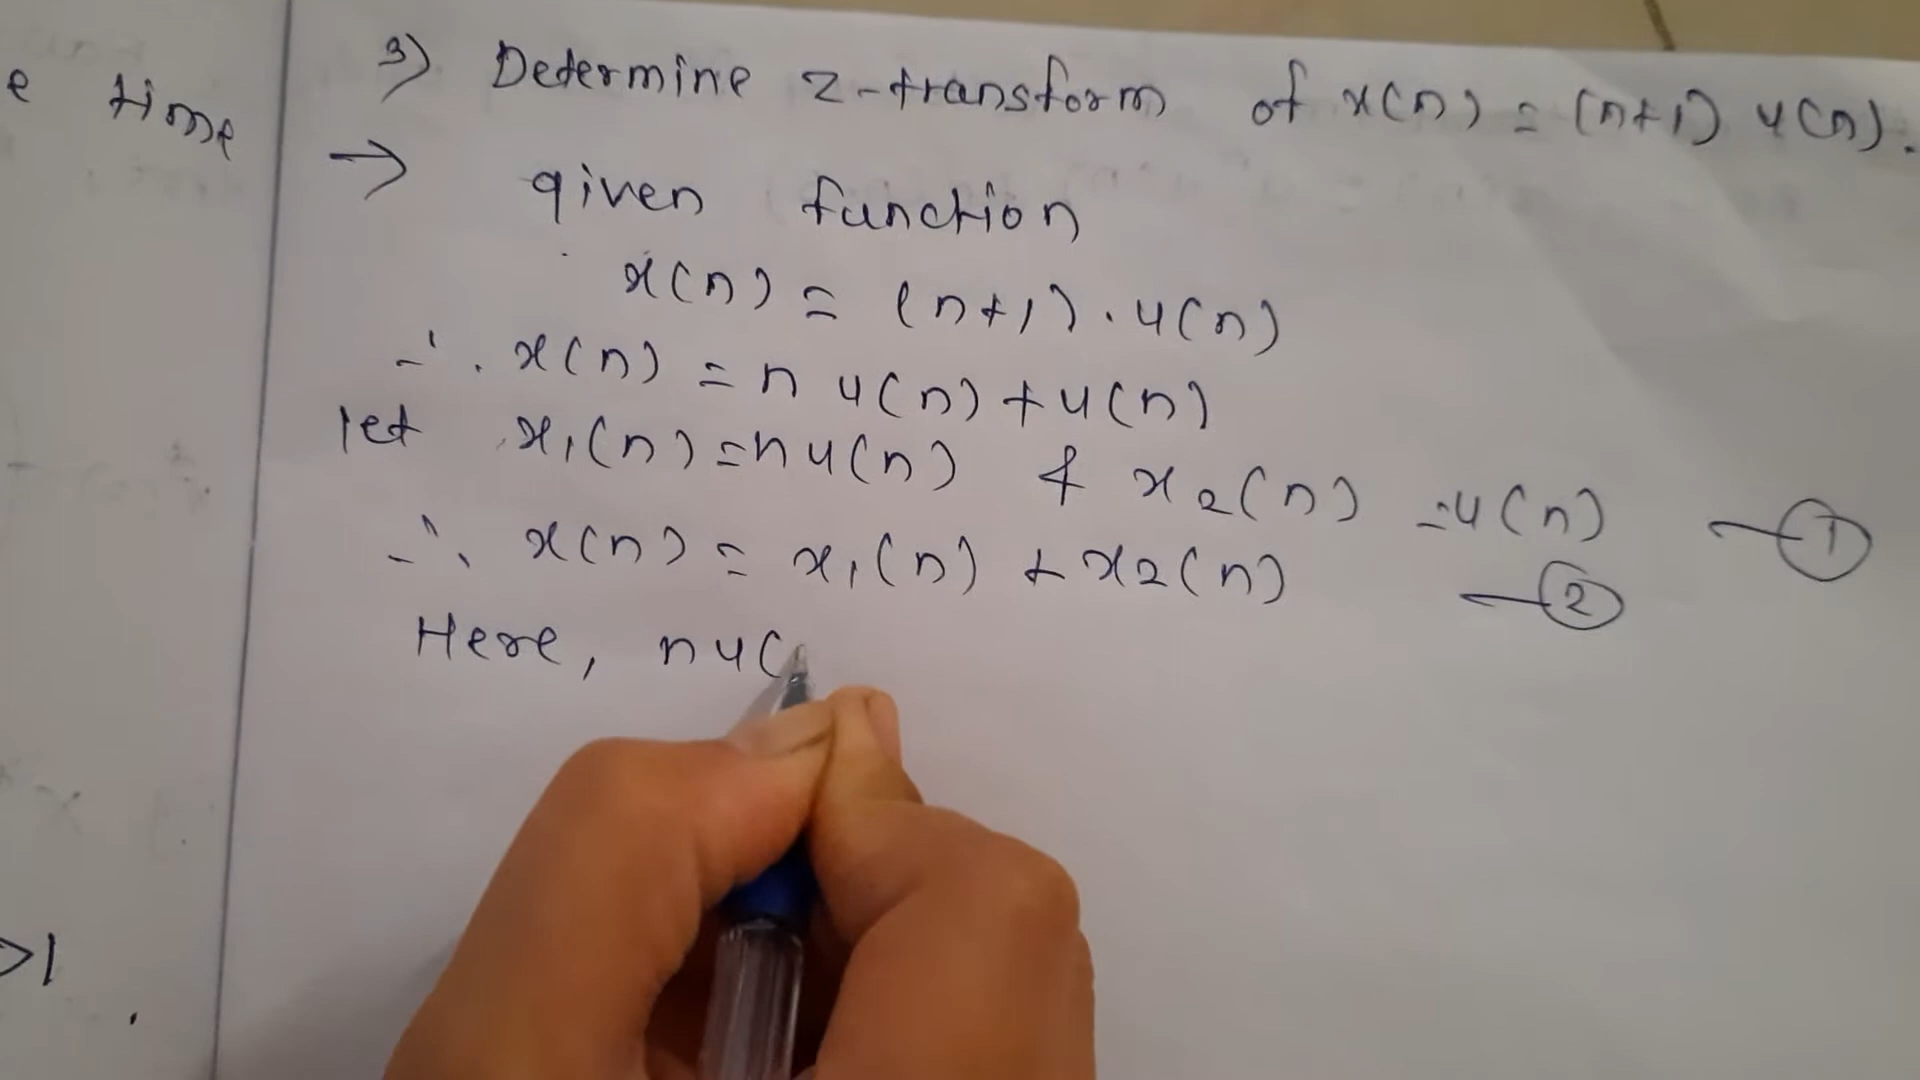 e time
>1
3) Determine z-transform of x(n) = (n+1) u(n).
→ given function
x(n) = (n+1) . u(n)
∴ x(n) = n u(n) + u(n)
let x₁(n) = n u(n) & x₂(n) = u(n) — ①
∴ x(n) = x₁(n) + x₂(n) — ②
Here, n u(